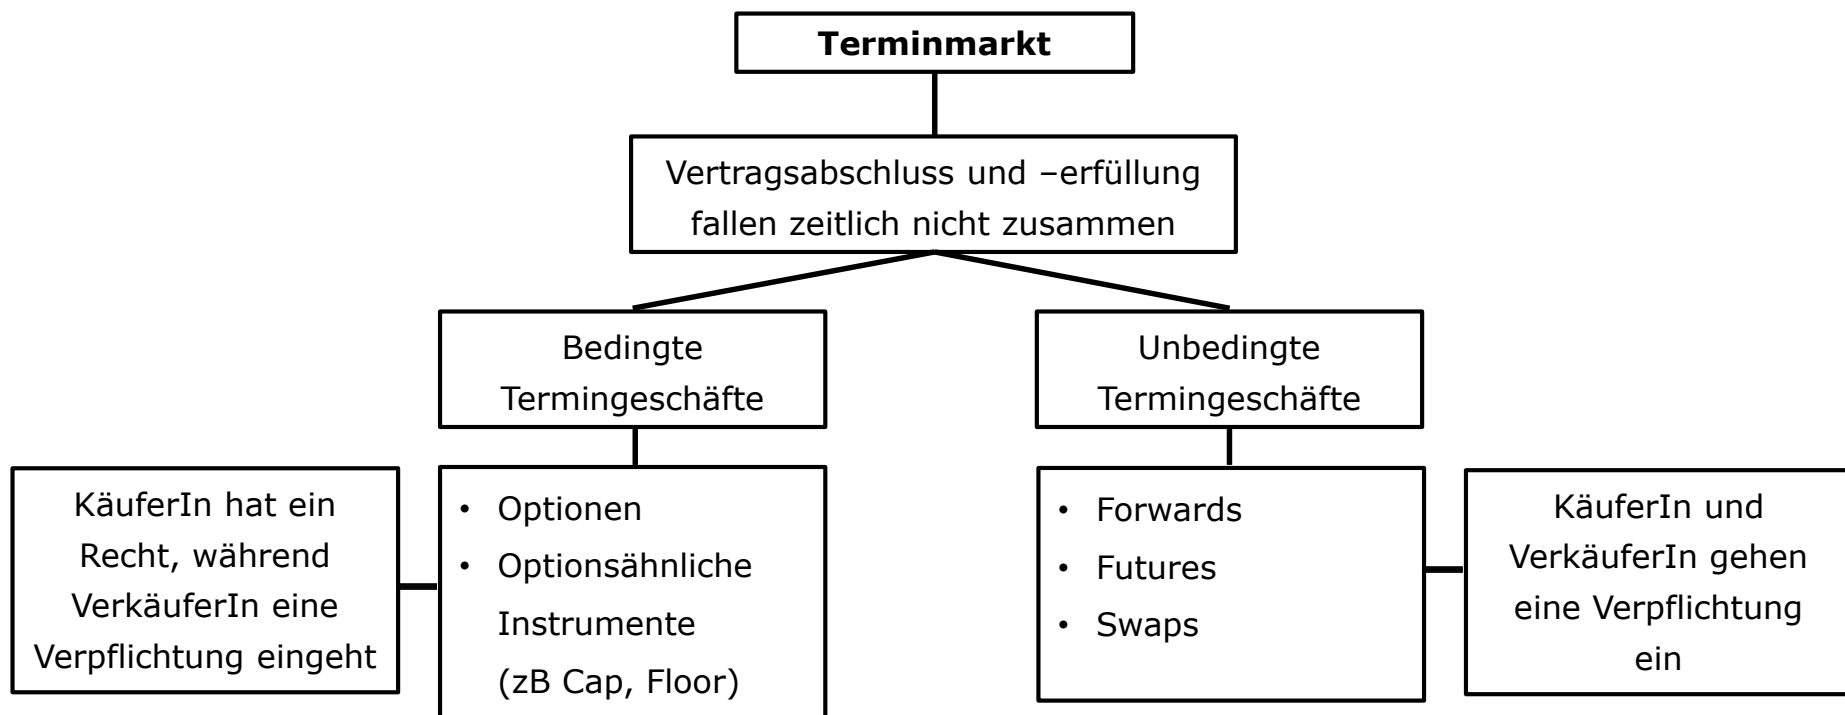 Terminmarkt
Vertragsabschluss und –erfüllung
fallen zeitlich nicht zusammen
Bedingte
Termingeschäfte
Unbedingte
Termingeschäfte
KäuferIn hat ein
Recht, während
VerkäuferIn eine
Verpflichtung eingeht
• Optionen
• Optionsähnliche
Instrumente
(zB Cap, Floor)
• Forwards
• Futures
• Swaps
KäuferIn und
VerkäuferIn gehen
eine Verpflichtung
ein